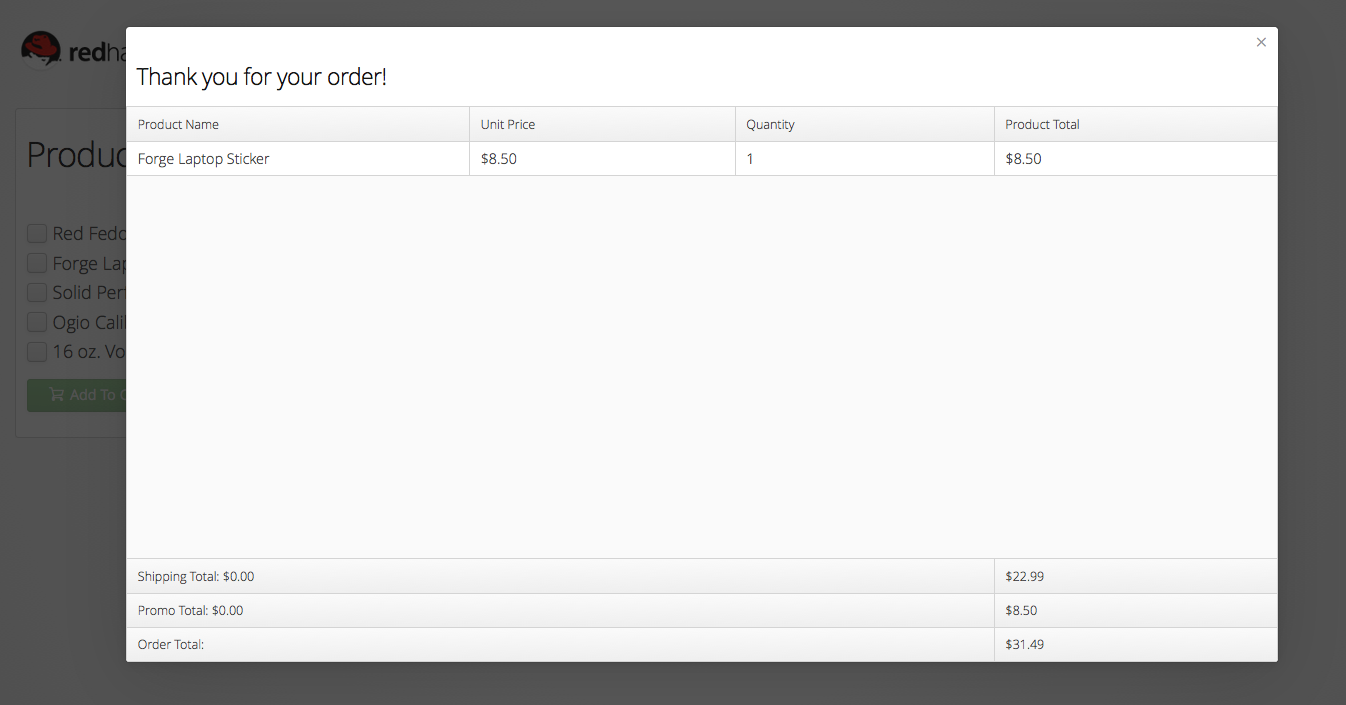 redha
Thank you for your order!
×
Product Name Unit Price Quantity Product Total
Forge Laptop Sticker $8.50 1 $8.50
Produc
Red Fedo
Forge Lap
Solid Per
Ogio Cali
16 oz. Vo
Add To C
Shipping Total: $0.00 $22.99
Promo Total: $0.00 $8.50
Order Total: $31.49